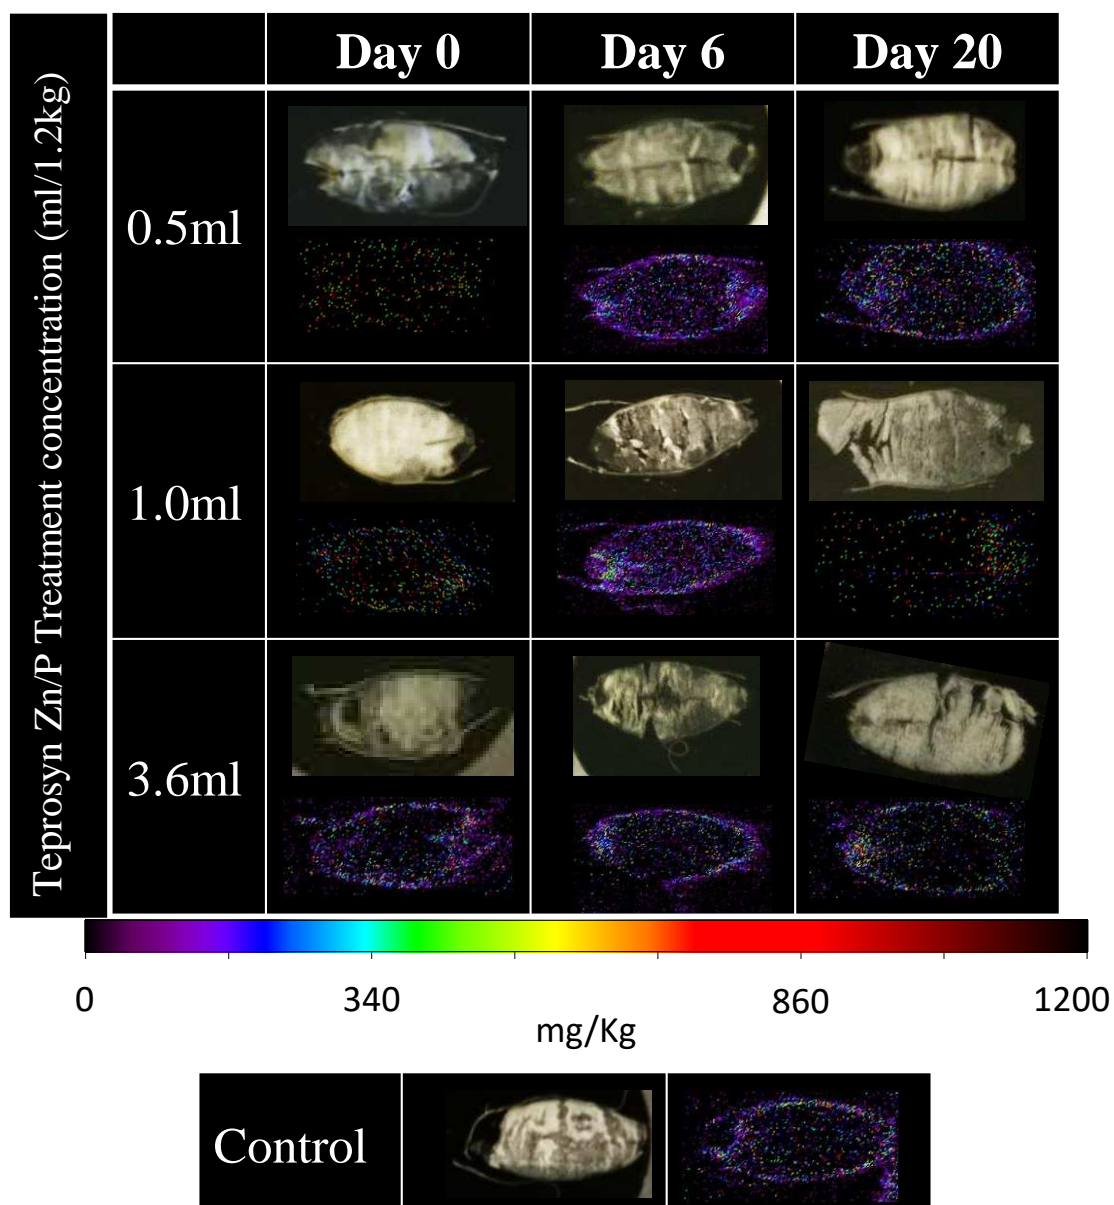 Teprosyn Zn/P Treatment concentration (ml/1.2kg)
Day 0
Day 6
Day 20
0.5ml
1.0ml
3.6ml
0
340
860
1200
mg/Kg
Control